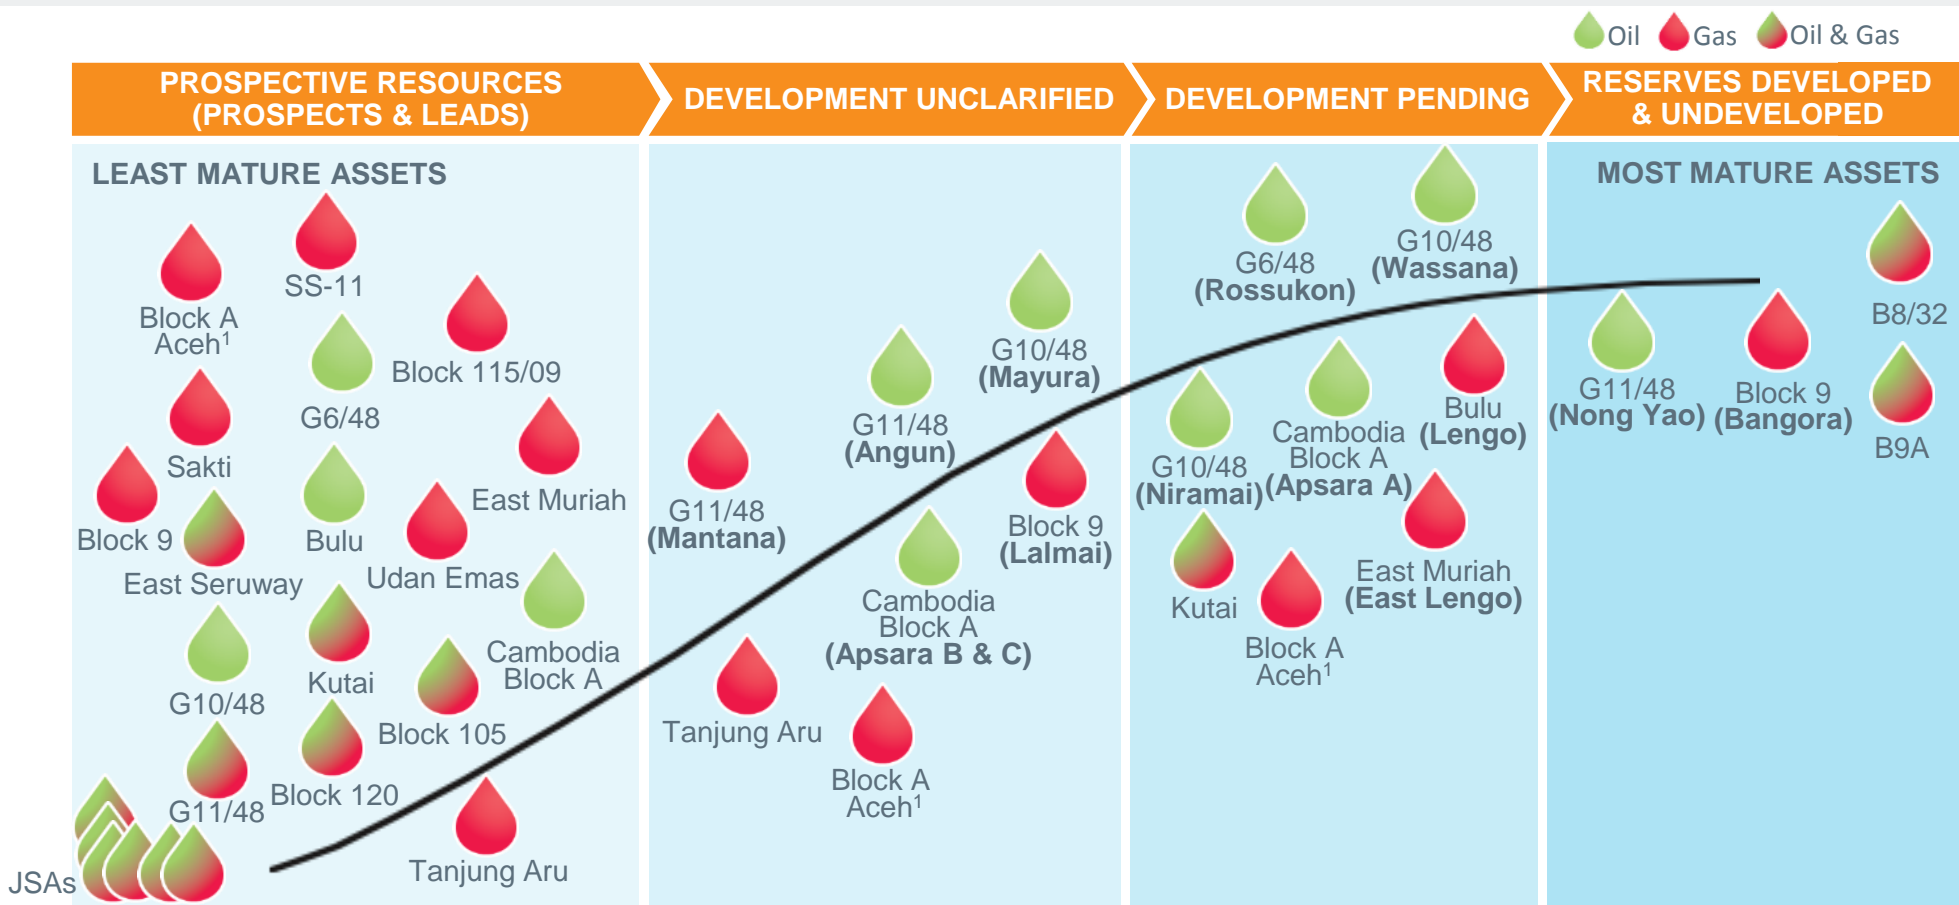 Oil
Gas
Oil & Gas
PROSPECTIVE RESOURCES
(PROSPECTS & LEADS)
DEVELOPMENT UNCLARIFIED
DEVELOPMENT PENDING
RESERVES DEVELOPED
& UNDEVELOPED
LEAST MATURE ASSETS
SS-11
Block A
Aceh1
Block 115/09
G6/48
Sakti
East Muriah
Block 9
Bulu
East Seruway
Udan Emas
Cambodia
Block A
Kutai
G10/48
Block 105
Block 120
G11/48
Tanjung Aru
JSAs
G10/48
(Mayura)
G11/48
(Angun)
G11/48
(Mantana)
Block 9
(Lalmai)
Cambodia
Block A
(Apsara B & C)
Tanjung Aru
Block A
Aceh1
G10/48
(Wassana)
G6/48
(Rossukon)
Bulu
(Lengo)
Cambodia
Block A
(Apsara A)
G10/48
(Niramai)
East Muriah
(East Lengo)
Kutai
Block A
Aceh1
MOST MATURE ASSETS
B8/32
G11/48
(Nong Yao)
Block 9
(Bangora)
B9A